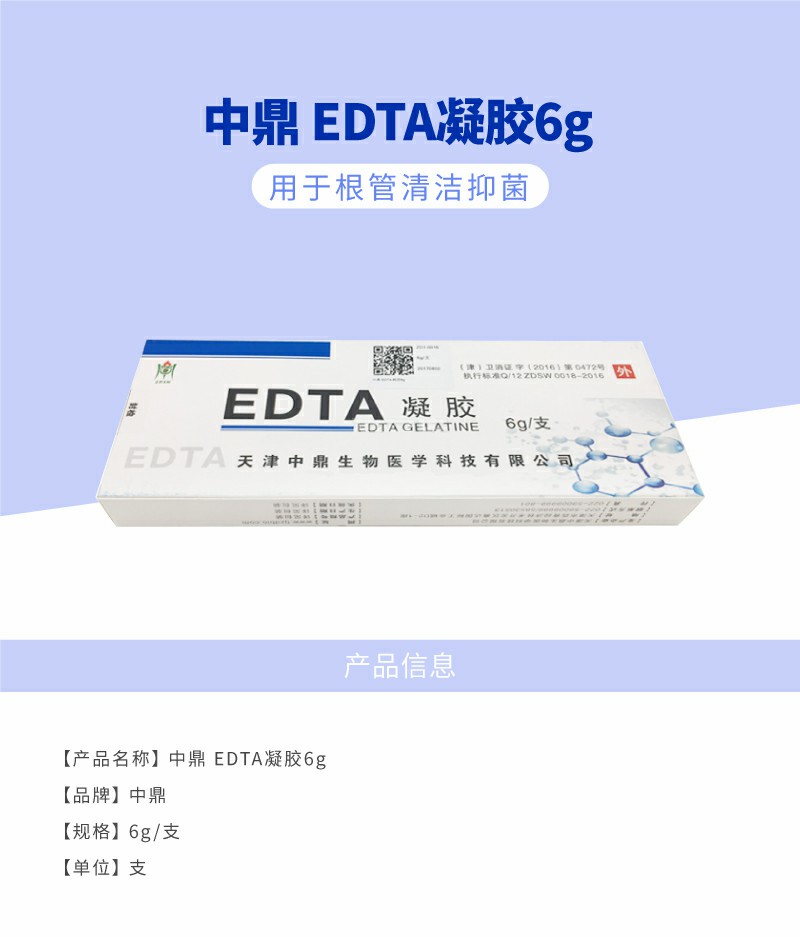 中鼎 EDTA凝胶6g
用于根管清洁抑菌
（津）卫消证字（2016）第0472号
执行标准Q/12 ZDSW 0018-2016
外
EDTA 凝胶
EDTA GELATINE
6g/支
EDTA
天津中鼎生物医学科技有限公司
产品信息
【产品名称】中鼎 EDTA凝胶6g
【品牌】中鼎
【规格】6g/支
【单位】支